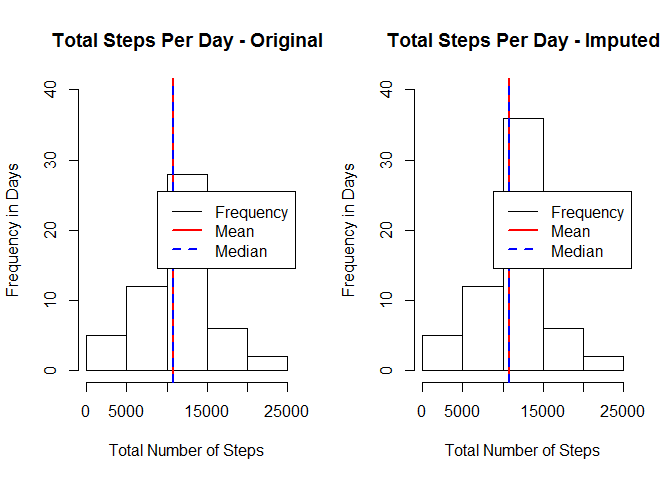 Total Steps Per Day - Original
Frequency in Days
40
30
20
10
0
Frequency
Mean
Median
0 5000 15000 25000
Total Number of Steps
Total Steps Per Day - Imputed
Frequency in Days
40
30
20
10
0
Frequency
Mean
Median
0 5000 15000 25000
Total Number of Steps